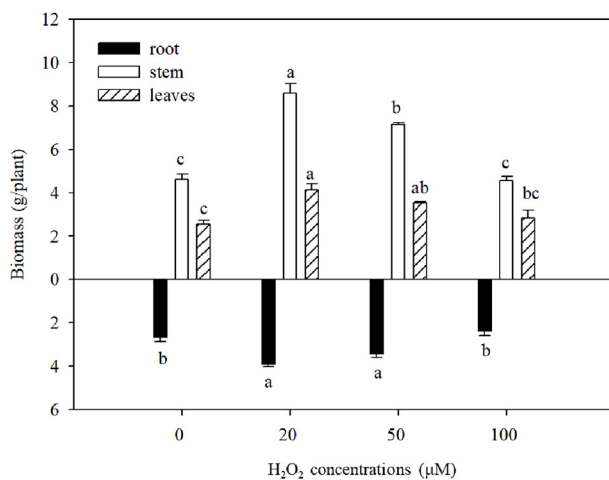 12
10
8
6
4
2
0
2
4
6
Biomass (g/plant)
root
stem
leaves
c
c
b
a
a
a
b
ab
a
c
bc
b
0 20 50 100
H₂O₂ concentrations (μM)